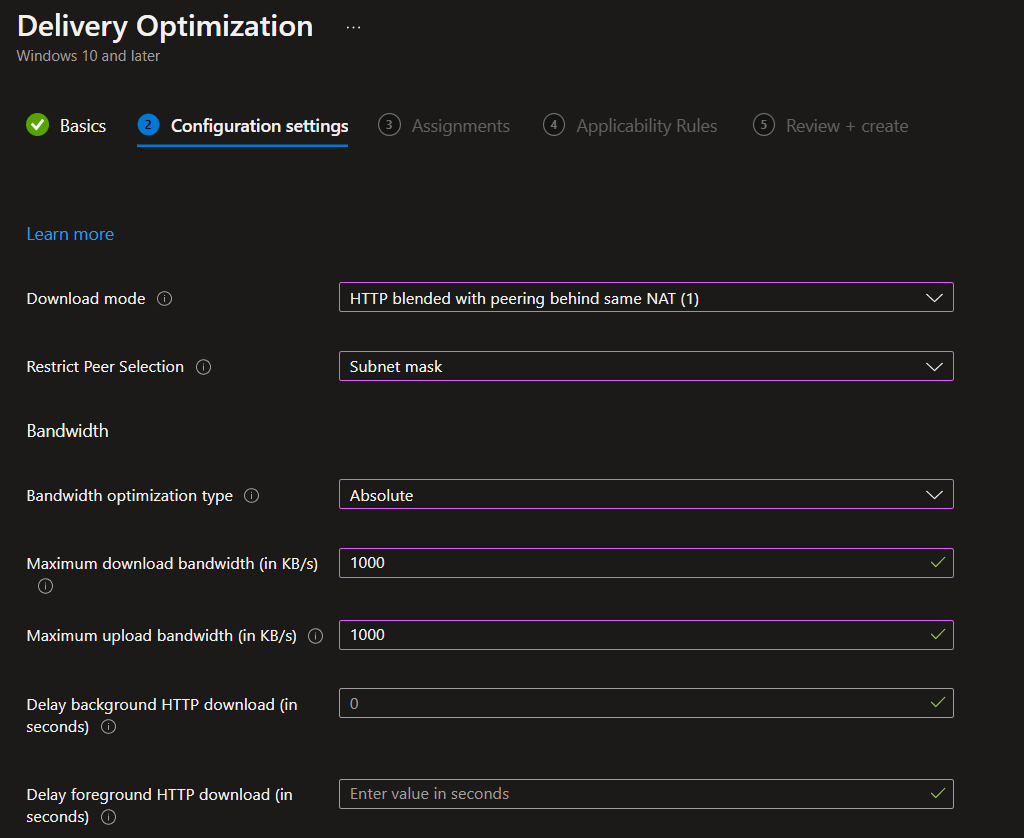 Delivery Optimization ...
Windows 10 and later
Basics 2 Configuration settings 3 Assignments 4 Applicability Rules 5 Review + create
Learn more
Download mode HTTP blended with peering behind same NAT (1)
Restrict Peer Selection Subnet mask
Bandwidth
Bandwidth optimization type Absolute
Maximum download bandwidth (in KB/s) 1000
Maximum upload bandwidth (in KB/s) 1000
Delay background HTTP download (in 0
seconds)
Delay foreground HTTP download (in Enter value in seconds
seconds)